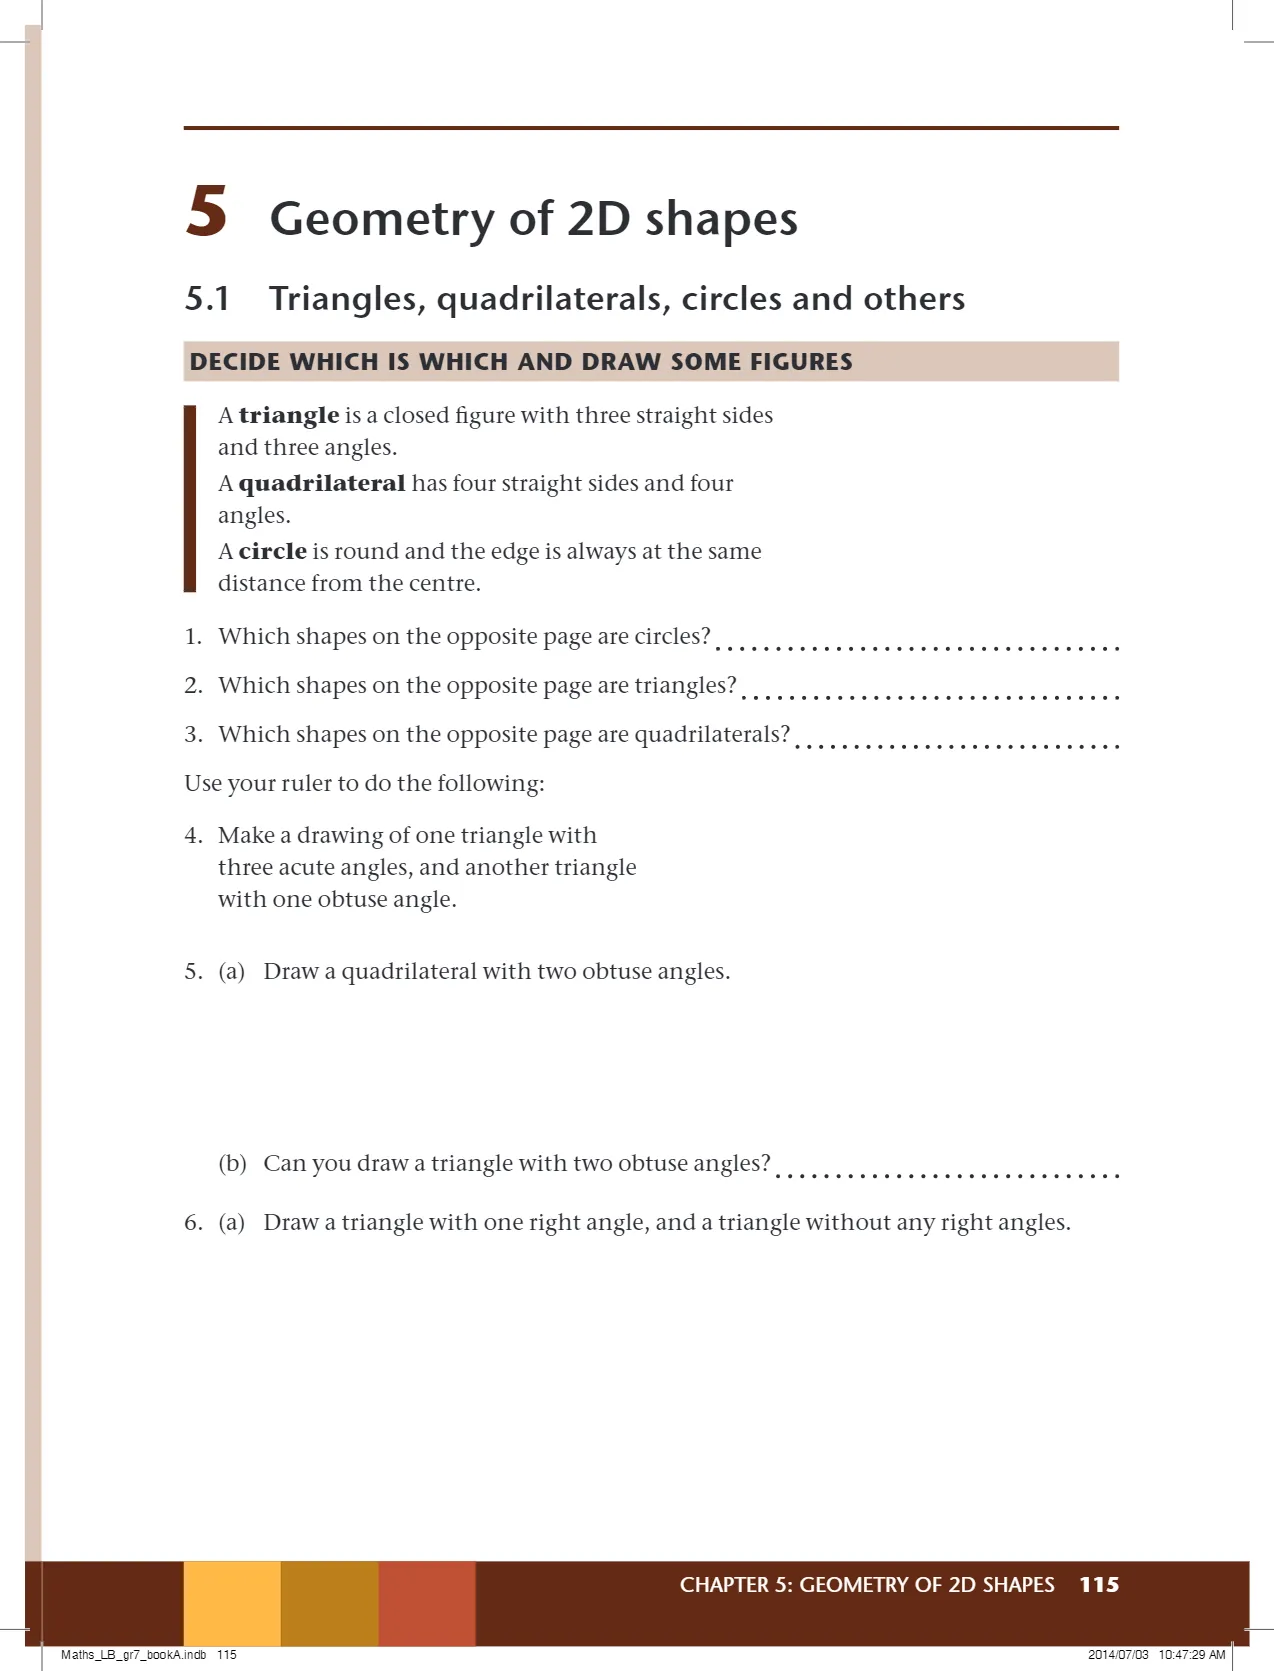 5 Geometry of 2D shapes
5.1 Triangles, quadrilaterals, circles and others
DECIDE WHICH IS WHICH AND DRAW SOME FIGURES
A triangle is a closed figure with three straight sides
and three angles.
A quadrilateral has four straight sides and four
angles.
A circle is round and the edge is always at the same
distance from the centre.
1. Which shapes on the opposite page are circles?
2. Which shapes on the opposite page are triangles?
3. Which shapes on the opposite page are quadrilaterals?
Use your ruler to do the following:
4. Make a drawing of one triangle with
three acute angles, and another triangle
with one obtuse angle.
5. (a) Draw a quadrilateral with two obtuse angles.
(b) Can you draw a triangle with two obtuse angles?
6. (a) Draw a triangle with one right angle, and a triangle without any right angles.
CHAPTER 5: GEOMETRY OF 2D SHAPES 115
Maths_LB_gr7_bookA.indb 115 2014/07/03 10:47:29 AM